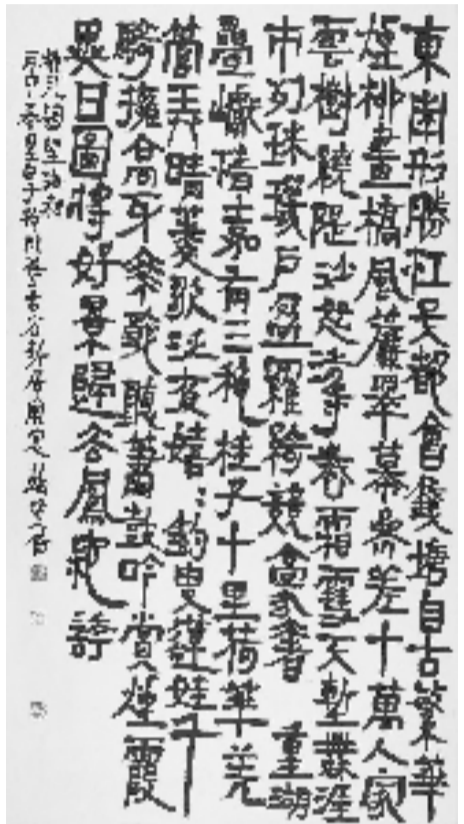 東南形勝江吳都會錢塘自古繁華
煙柳畫橋風簾翠幕參差十萬人家
雲樹繞隄沙怒濤卷霜雪天塹無涯
市列珠璣戶盈羅綺競豪奢 重湖
疊巘清嘉有三秋桂子十里荷華羌
管弄晴菱歌泛夜嬉:釣叟蓮娃千
騎擁高牙乘醉聽簫鼓吟賞煙霞
異日圖將好景歸去鳳池誇